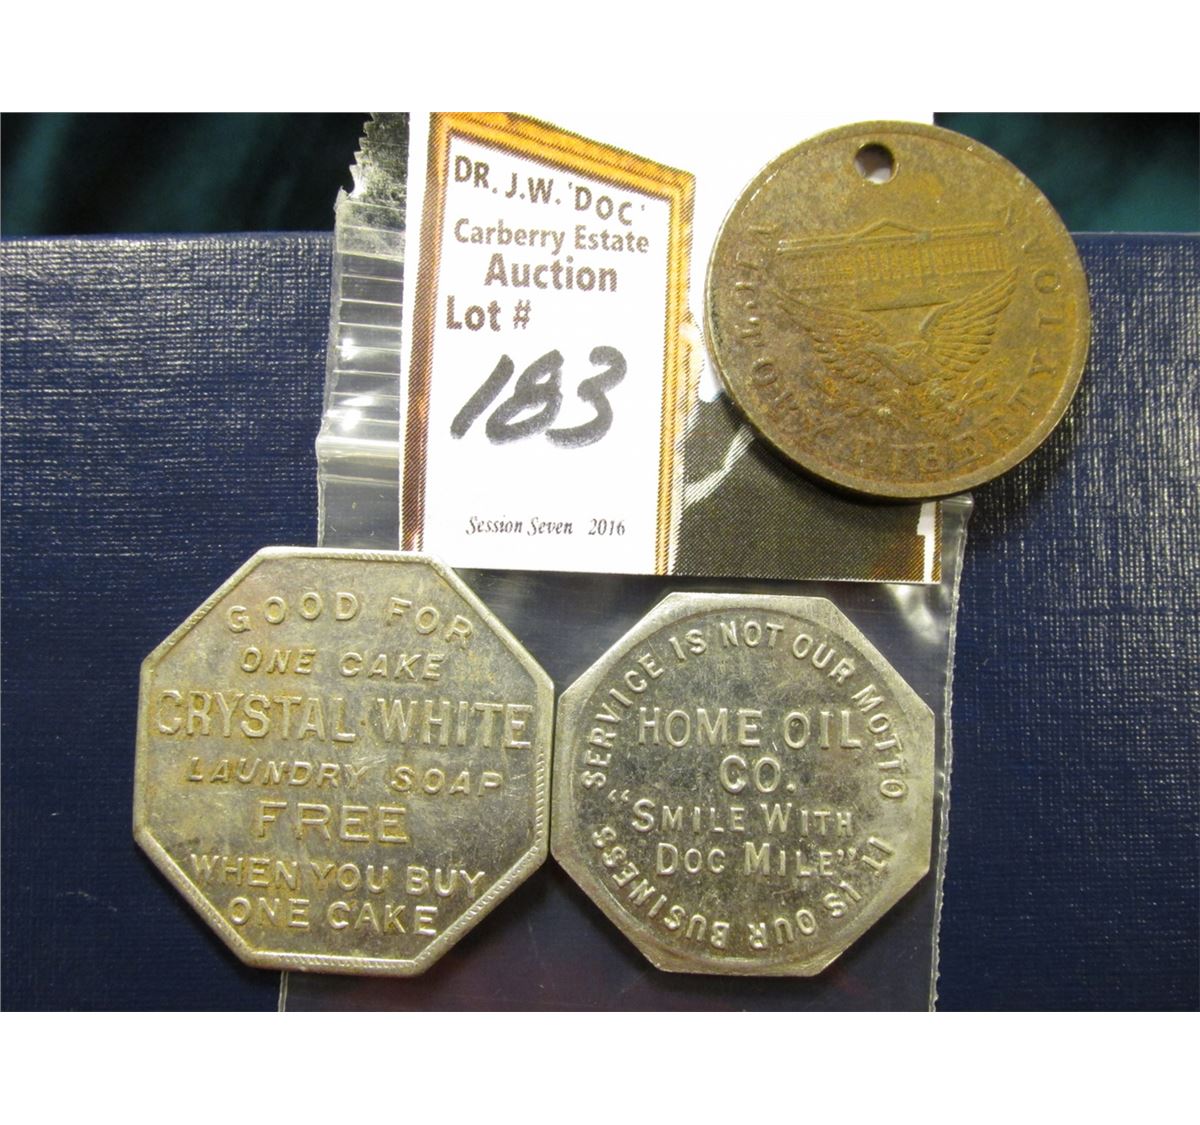 DR. J.W. 'DOC'
Carberry Estate
Auction
Lot #
183
Session Seven 2016
VICTORY LIBERTY LOAN
GOOD FOR
ONE CAKE
CRYSTAL·WHITE
LAUNDRY SOAP
FREE
WHEN YOU BUY
ONE CAKE
SERVICE IS NOT OUR MOTTO
IT IS OUR BUSINESS
HOME OIL
CO.
"SMILE WITH
DOC MILE"